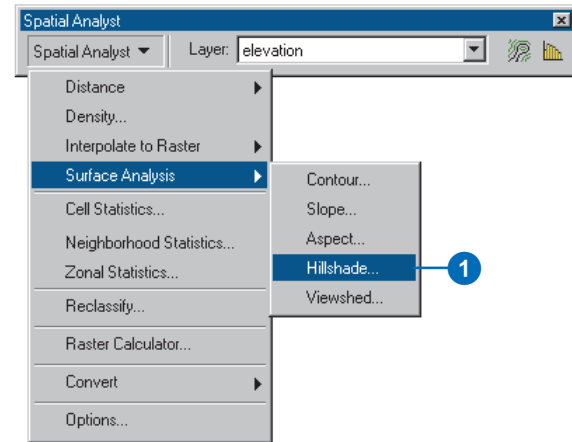 Spatial Analyst
Spatial Analyst Layer: elevation
Distance
Density...
Interpolate to Raster
Surface Analysis
Cell Statistics...
Neighborhood Statistics...
Zonal Statistics...
Reclassify...
Raster Calculator...
Convert
Options...
Contour...
Slope...
Aspect...
Hillshade... 1
Viewshed...